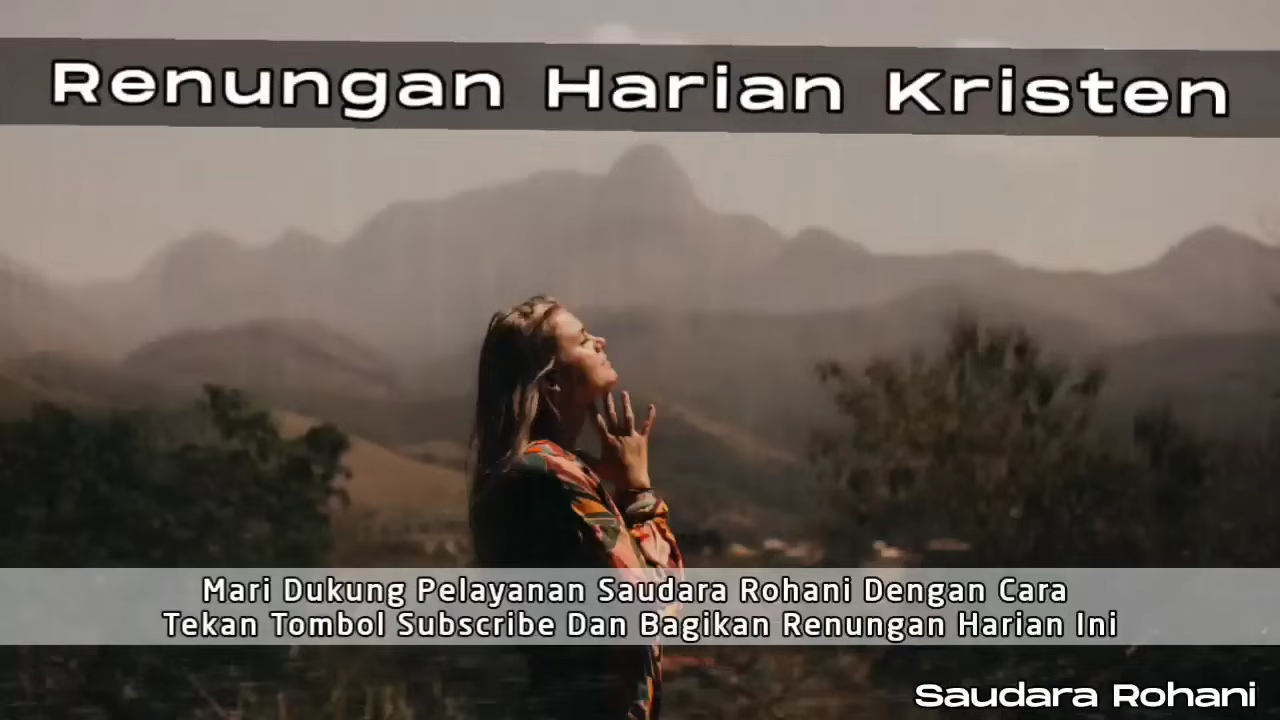 Renungan Harian Kristen
Mari Dukung Pelayanan Saudara Rohani Dengan Cara
Tekan Tombol Subscribe Dan Bagikan Renungan Harian Ini
Saudara Rohani